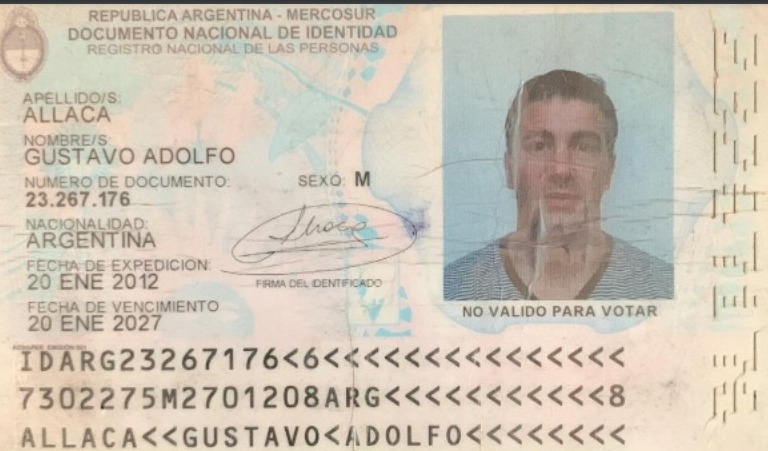 REPUBLICA ARGENTINA - MERCOSUR
DOCUMENTO NACIONAL DE IDENTIDAD
REGISTRO NACIONAL DE LAS PERSONAS
APELLIDO/S:
ALLACA
NOMBRE/S:
GUSTAVO ADOLFO
NUMERO DE DOCUMENTO: SEXO: M
23.267.176
NACIONALIDAD:
ARGENTINA
FECHA DE EXPEDICION:
20 ENE 2012
FIRMA DEL IDENTIFICADO
FECHA DE VENCIMIENTO
20 ENE 2027
NO VALIDO PARA VOTAR
IDARG23267176<6<<<<<<<<<<<<<<<
7302275M2701208ARG<<<<<<<<<<<8
ALLACA<<GUSTAVO<ADOLFO<<<<<<<<